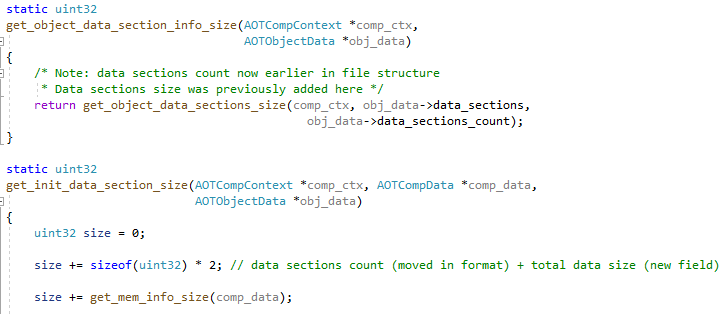 static uint32
get_object_data_section_info_size(AOTCompContext *comp_ctx,
AOTObjectData *obj_data)
{
/* Note: data sections count now earlier in file structure
* Data sections size was previously added here */
return get_object_data_sections_size(comp_ctx, obj_data->data_sections,
obj_data->data_sections_count);
}
static uint32
get_init_data_section_size(AOTCompContext *comp_ctx, AOTCompData *comp_data,
AOTObjectData *obj_data)
{
uint32 size = 0;
size += sizeof(uint32) * 2; // data sections count (moved in format) + total data size (new field)
size += get_mem_info_size(comp_data);